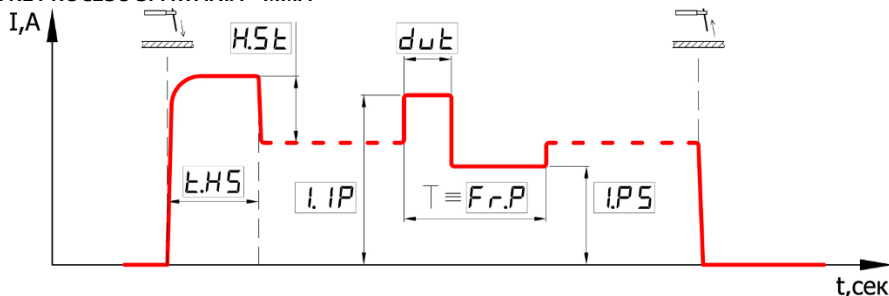 I,A
H.St
dut
t.HS
I.IP
T ≡ Fr.P
I.PS
t,сек